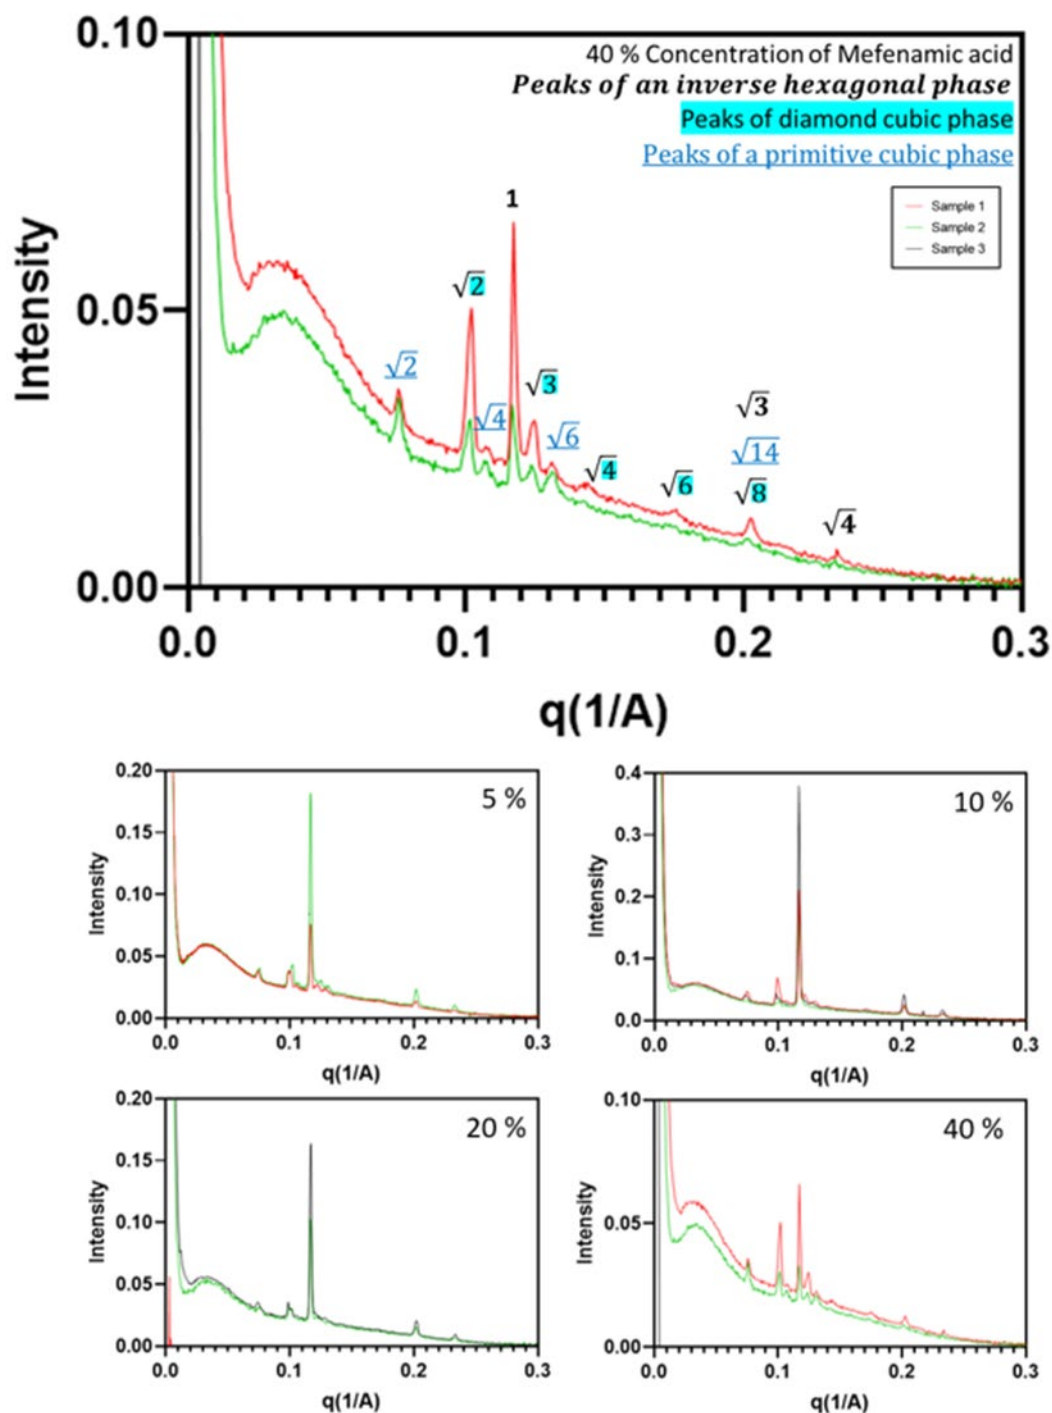 0.10
40 % Concentration of Mefenamic acid
Peaks of an inverse hexagonal phase
Peaks of diamond cubic phase
Peaks of a primitive cubic phase
Sample 1
Sample 2
Sample 3
1
√2
0.05
√2
√3
√3
√4
√6
√14
√4
√6
√8
√4
0.00
0.0 0.1 0.2 0.3
Intensity
q(1/A)
0.20
5 %
0.15
0.10
0.05
0.00
0.0 0.1 0.2 0.3
Intensity
q(1/A)
0.4
10 %
0.3
0.2
0.1
0.0
0.0 0.1 0.2 0.3
Intensity
q(1/A)
0.20
20 %
0.15
0.10
0.05
0.00
0.0 0.1 0.2 0.3
Intensity
q(1/A)
0.10
40 %
0.05
0.00
0.0 0.1 0.2 0.3
Intensity
q(1/A)